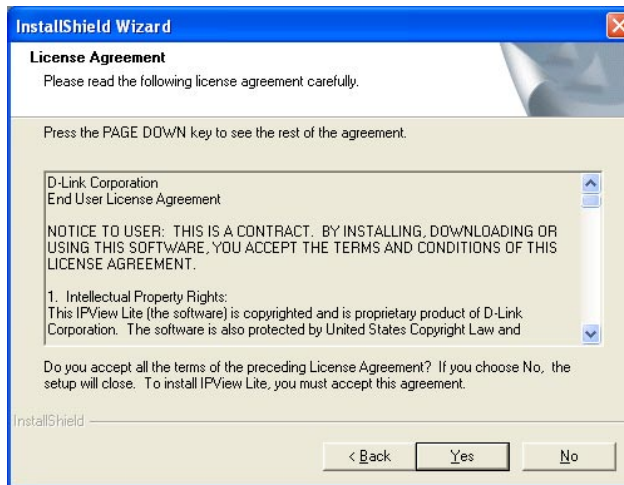 InstallShield Wizard
License Agreement
Please read the following license agreement carefully.
Press the PAGE DOWN key to see the rest of the agreement.
D-Link Corporation
End User License Agreement
NOTICE TO USER:  THIS IS A CONTRACT.  BY INSTALLING, DOWNLOADING OR
USING THIS SOFTWARE, YOU ACCEPT THE TERMS AND CONDITIONS OF THIS
LICENSE AGREEMENT.
1.  Intellectual Property Rights:
This IPView Lite (the software) is copyrighted and is proprietary product of D-Link
Corporation.  The software is also protected by United States Copyright Law and
Do you accept all the terms of the preceding License Agreement?  If you choose No,  the
setup will close.  To install IPView Lite, you must accept this agreement.
InstallShield
< Back
Yes
No